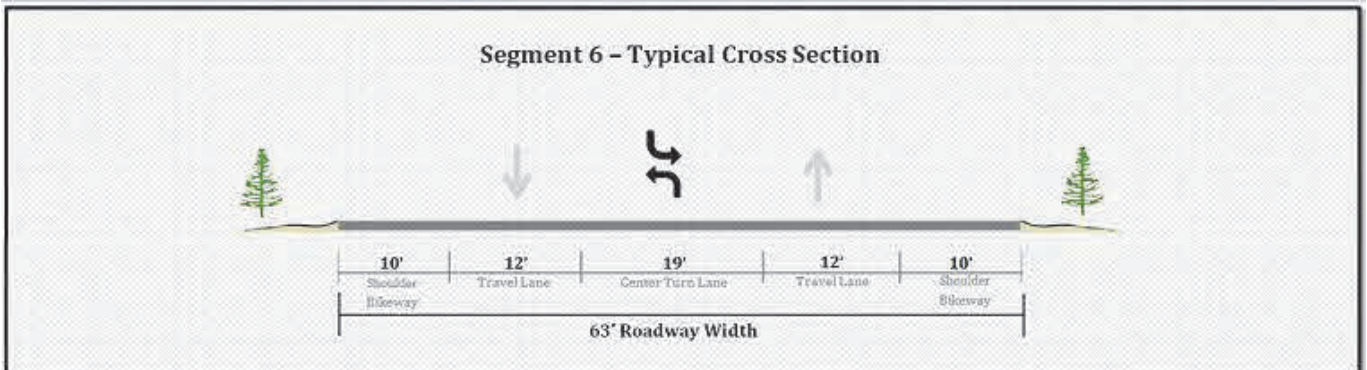 Segment 6 – Typical Cross Section
10' 12' 19' 12' 10'
Shoulder Travel Lane Center Turn Lane Travel Lane Shoulder
Bikeway Bikeway
63' Roadway Width